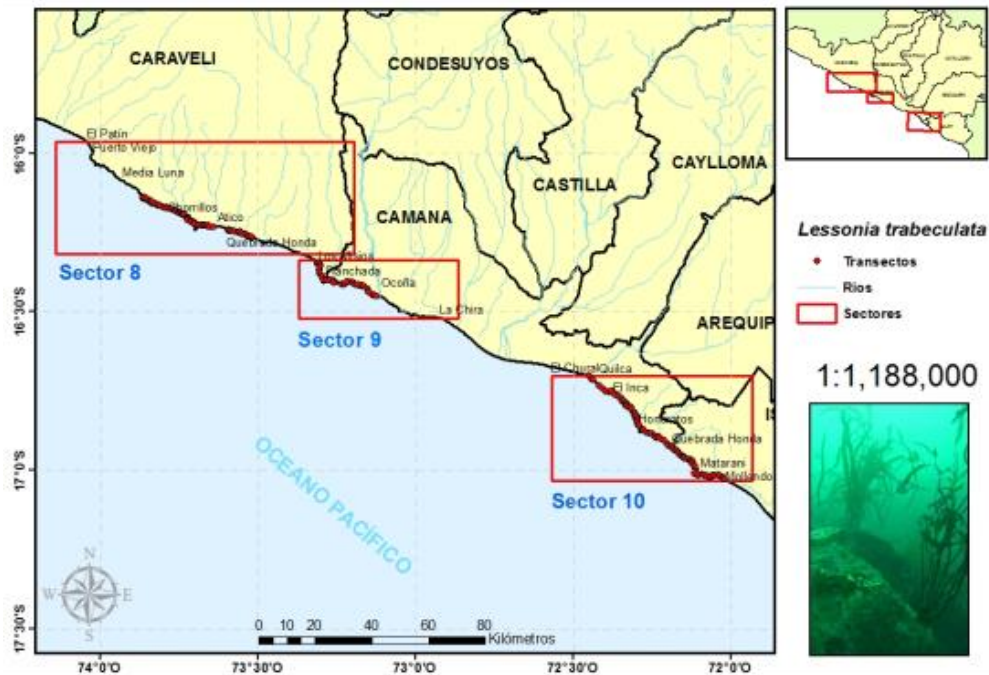 CARAVELI
CONDESUYOS
CAYLLOMA
CASTILLA
CAMANA
El Patín
Puerto Viejo
Media Luna
Chorrillos
Atico
Quebrada Honda
Sector 8
Planchada
Ocoña
La Chira
Sector 9
AREQUIP
El Chural
Quilca
El Inca
Honoratos
Quebrada Honda
Matarani
Mollendo
IS
Sector 10
OCEANO PACÍFICO
N
W
E
S
0 10 20 40 60 80
Kilómetros
16°0'S
16°30'S
17°0'S
17°30'S
74°0'O
73°30'O
73°0'O
72°30'O
72°0'O
Lessonia trabeculata
Transectos
Rios
Sectores
1:1,188,000